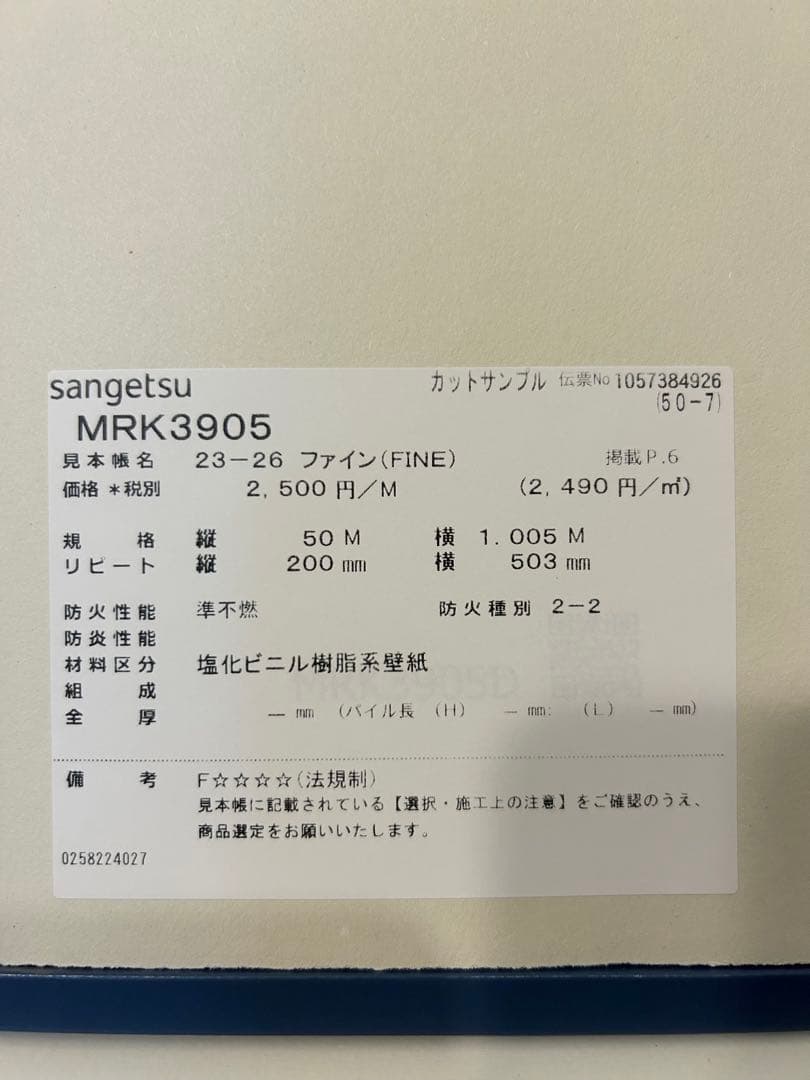 sangetsu カットサンプル 伝票No 1057384926
MRK3905 (50-7)
見本帳名 23-26 ファイン(FINE) 掲載P.6
価格 *税別 2,500 円/M (2,490 円/㎡)
規格 縦 50 M 横 1.005 M
リピート 縦 200 mm 横 503 mm
防火性能 準不燃 防火種別 2-2
防炎性能
材料区分 塩化ビニル樹脂系壁紙
組成
全厚 — mm (パイル長 (H) — mm: (L) — mm)
備考 F☆☆☆☆(法規制)
見本帳に記載されている【選択・施工上の注意】をご確認のうえ、
商品選定をお願いいたします。
0258224027